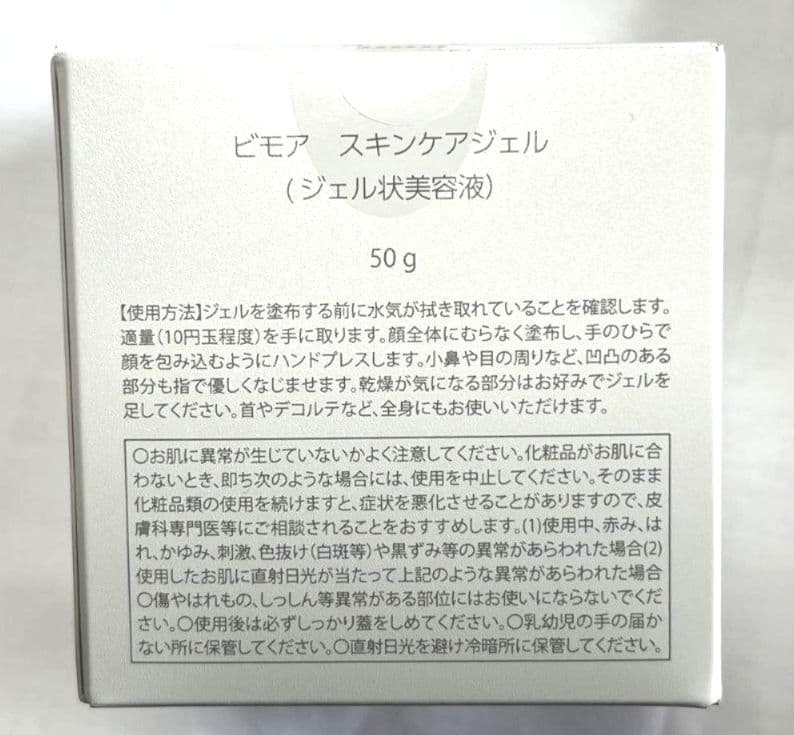 ビモア　スキンケアジェル
(ジェル状美容液)
50 g
【使用方法】ジェルを塗布する前に水気が拭き取れていることを確認します。
適量(10円玉程度)を手に取ります。顔全体にむらなく塗布し、手のひらで
顔を包み込むようにハンドプレスします。小鼻や目の周りなど、凹凸のある
部分も指で優しくなじませます。乾燥が気になる部分はお好みでジェルを
足してください。首やデコルテなど、全身にもお使いいただけます。
〇お肌に異常が生じていないかよく注意してください。化粧品がお肌に合
わないとき、即ち次のような場合には、使用を中止してください。そのまま
化粧品類の使用を続けますと、症状を悪化させることがありますので、皮
膚科専門医等にご相談されることをおすすめします。(1)使用中、赤み、は
れ、かゆみ、刺激、色抜け(白斑等)や黒ずみ等の異常があらわれた場合(2)
使用したお肌に直射日光が当たって上記のような異常があらわれた場合
〇傷やはれもの、しっしん等異常がある部位にはお使いにならないでくだ
さい。〇使用後は必ずしっかり蓋をしめてください。〇乳幼児の手の届か
ない所に保管してください。〇直射日光を避け冷暗所に保管してください。